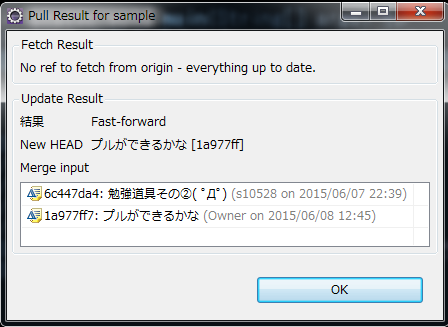 Pull Result for sample
Fetch Result
No ref to fetch from origin - everything up to date.
Update Result
結果 Fast-forward
New HEAD プルができるかな [1a977ff]
Merge input
6c447da4: 勉強道具その②( ﾟДﾟ) (s10528 on 2015/06/07 22:39)
1a977ff7: プルができるかな (Owner on 2015/06/08 12:45)
OK